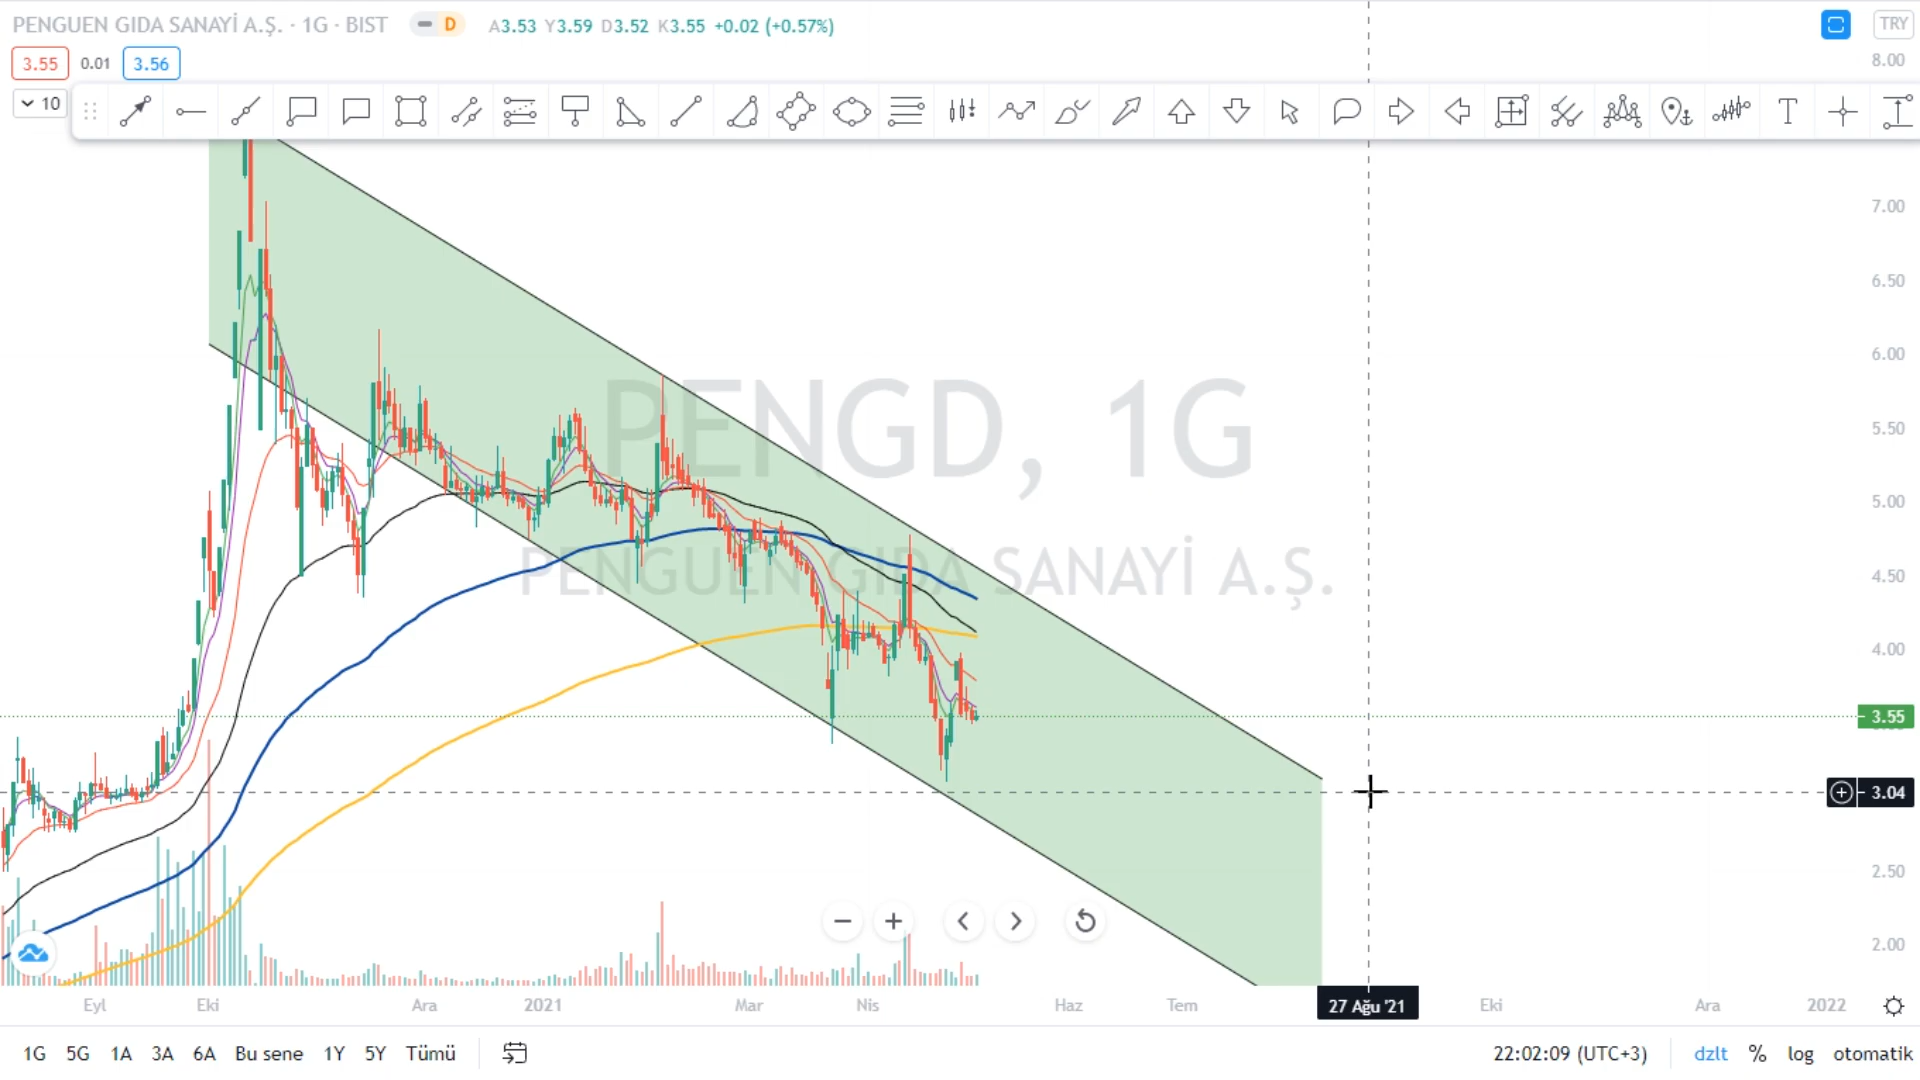 PENGUEN GIDA SANAYİ A.Ş. · 1G · BIST D A3.53 Y3.59 D3.52 K3.55 +0.02 (+0.57%) TRY
3.55 0.01 3.56
8.00
10
T
7.00
6.50
6.00
PENGD, 1G
5.50
5.00
PENGUEN GIDA SANAYİ A.Ş.
4.50
4.00
3.55
3.04
2.50
2.00
Eyl Eki Ara 2021 Mar Nis Haz Tem 27 Ağu '21 Eki Ara 2022
1G 5G 1A 3A 6A Bu sene 1Y 5Y Tümü 22:02:09 (UTC+3) dzlt % log otomatik